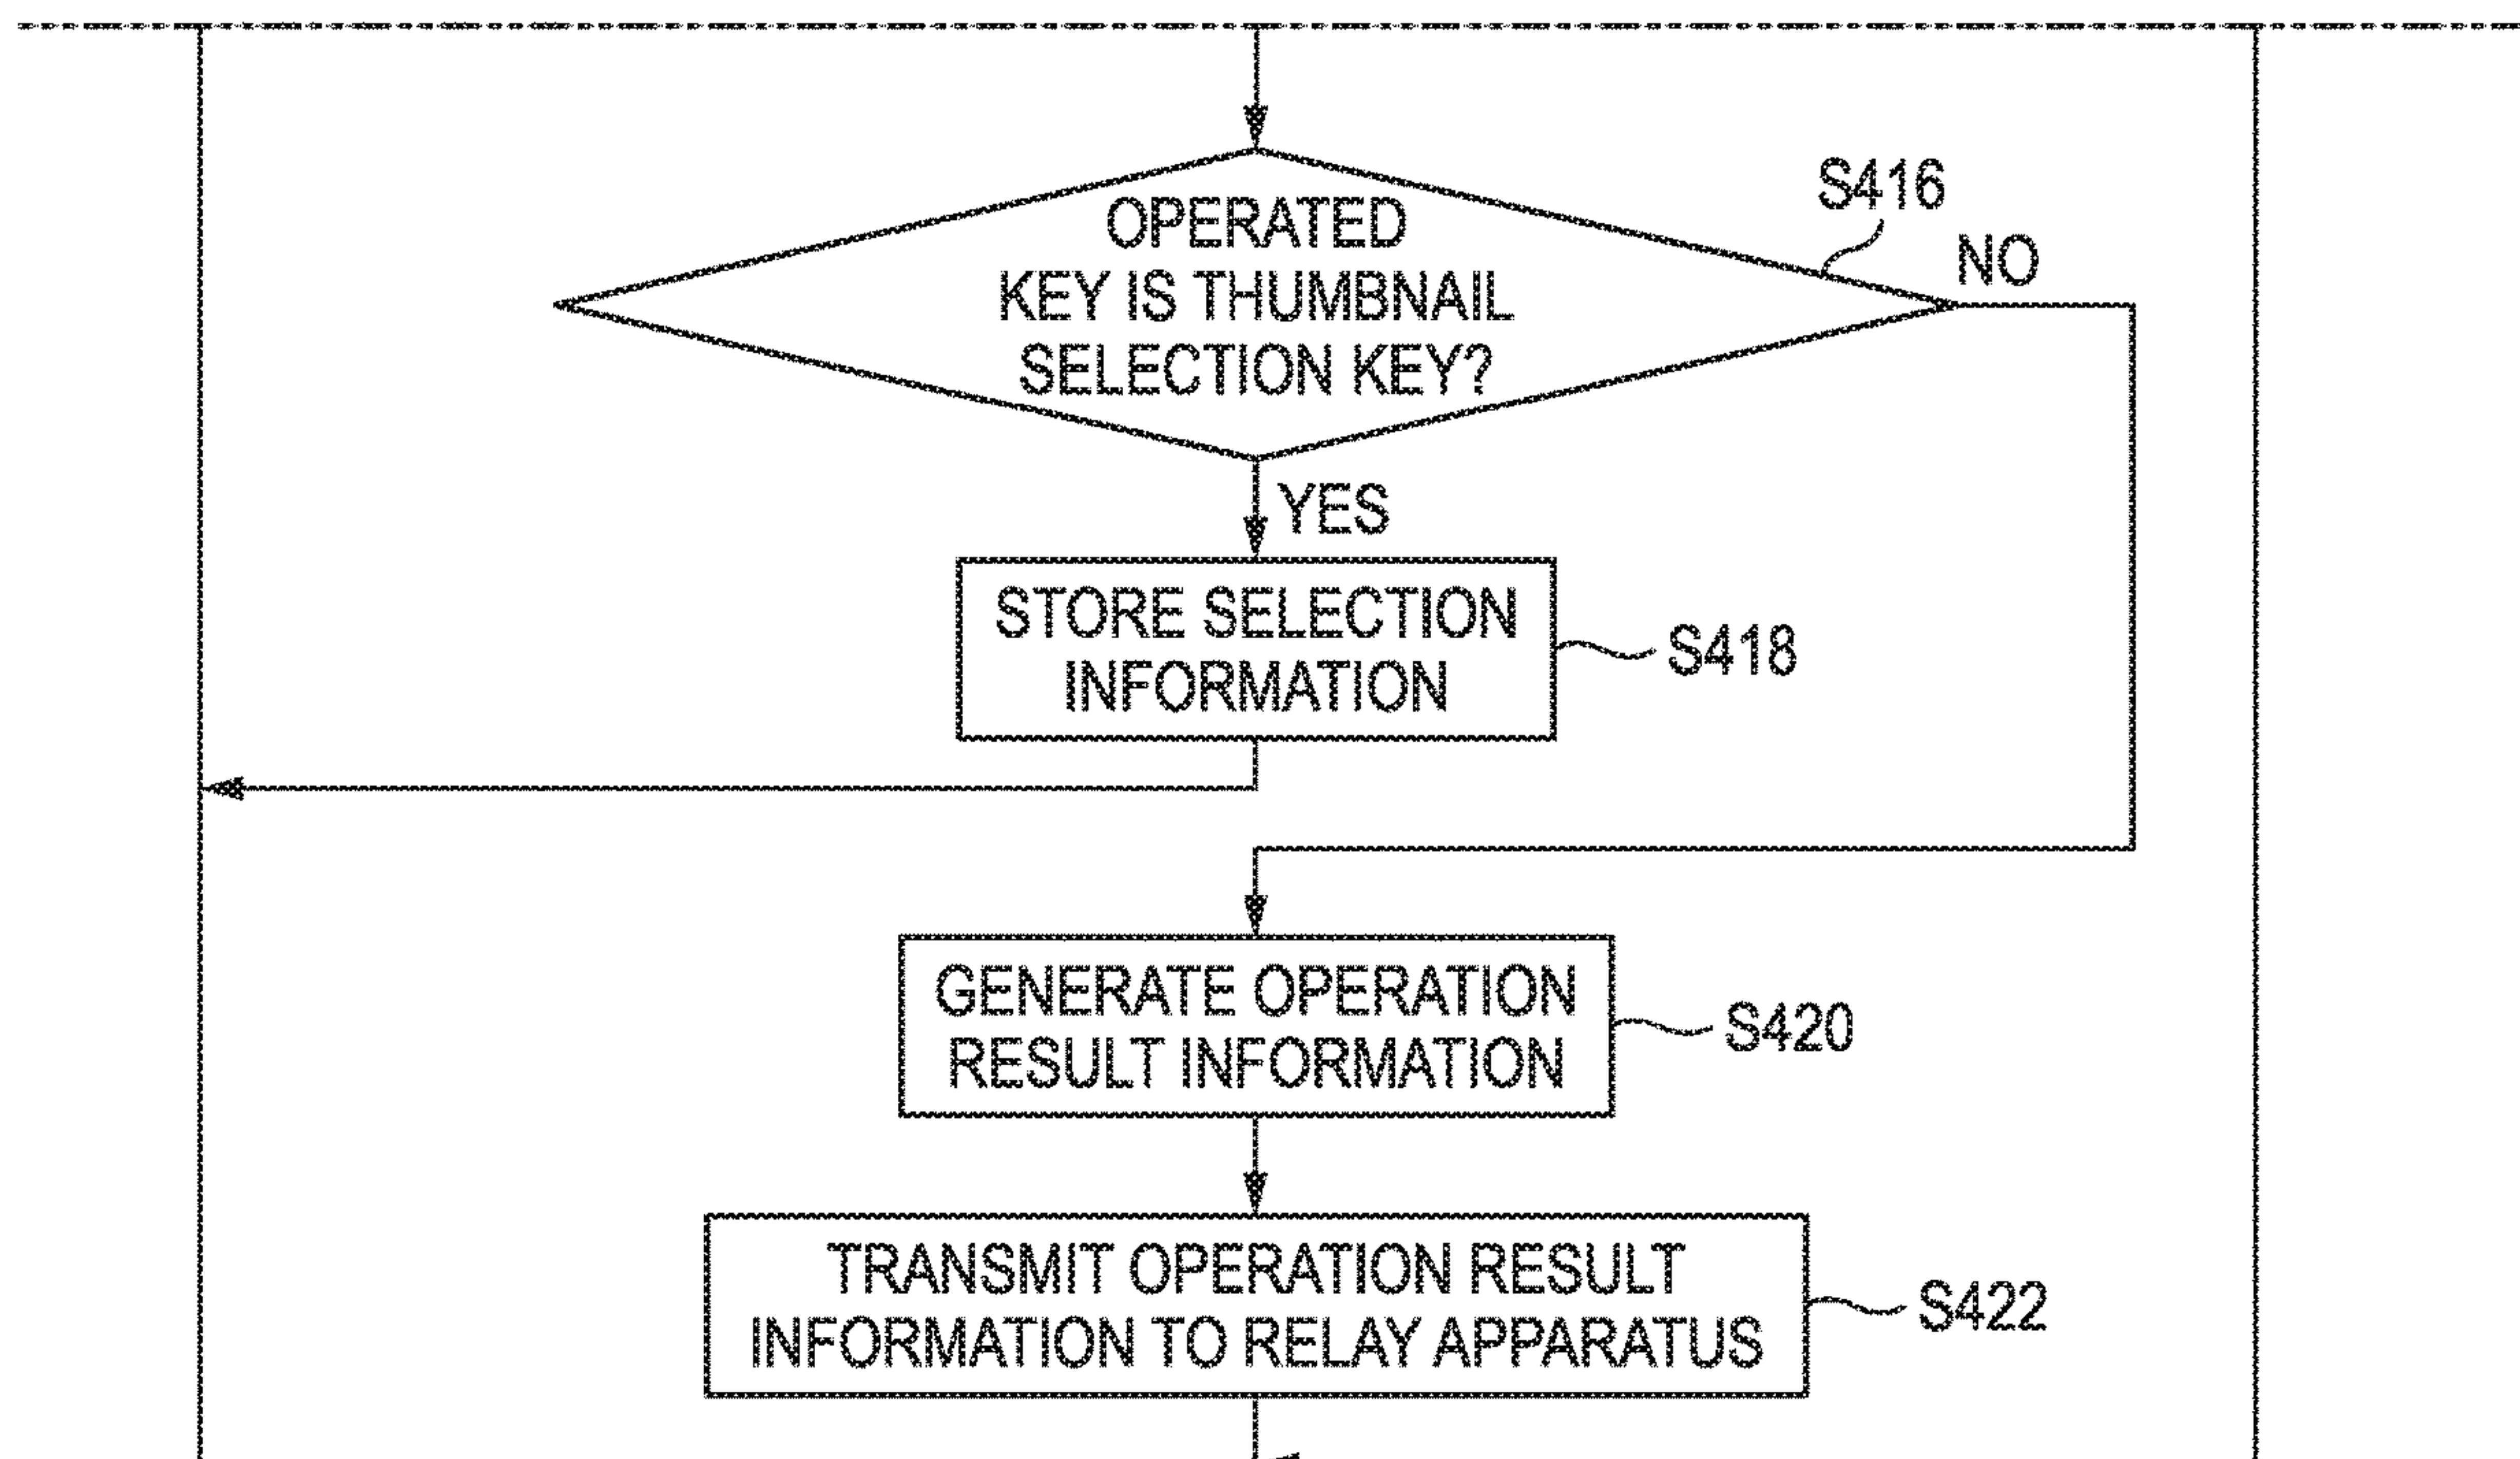 S416
OPERATED
KEY IS THUMBNAIL
SELECTION KEY?
NO
YES
STORE SELECTION
INFORMATION
S418
GENERATE OPERATION
RESULT INFORMATION
S420
TRANSMIT OPERATION RESULT
INFORMATION TO RELAY APPARATUS
S422